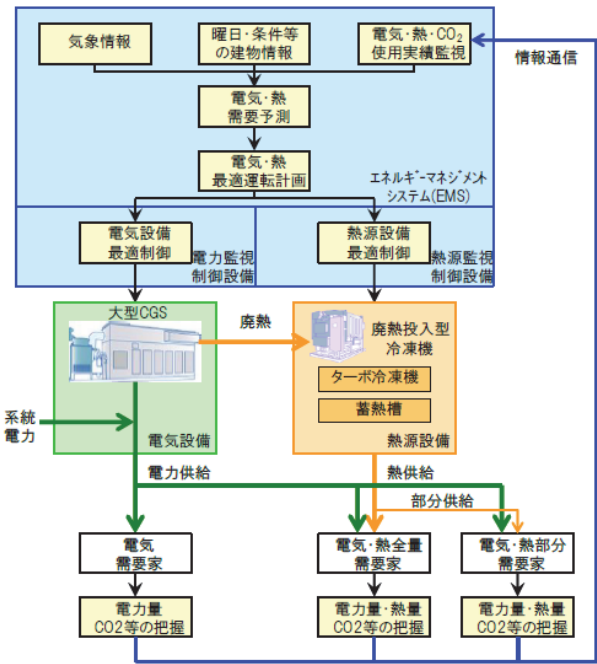 気象情報
曜日・条件等
の建物情報
電気・熱・CO2
使用実績監視
情報通信
電気・熱
需要予測
電気・熱
最適運転計画
エネルギーマネジメント
システム(EMS)
電気設備
最適制御
電力監視
制御設備
熱源設備
最適制御
熱源監視
制御設備
大型CGS
廃熱
廃熱投入型
冷凍機
ターボ冷凍機
蓄熱槽
系統
電力
電気設備
熱源設備
電力供給
熱供給
部分供給
電気
需要家
電気・熱全量
需要家
電気・熱部分
需要家
電力量
CO2等の把握
電力量・熱量
CO2等の把握
電力量・熱量
CO2等の把握